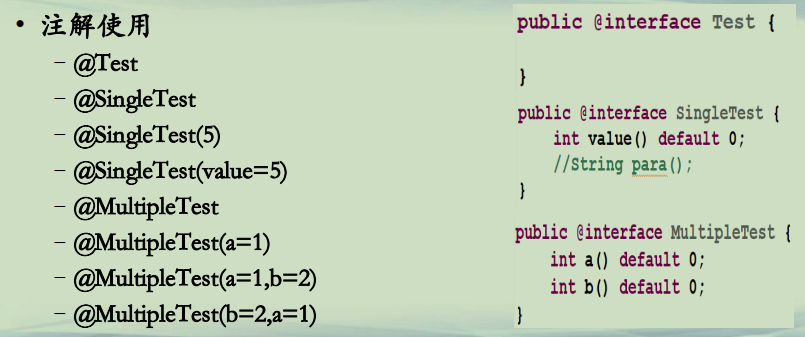 • 注解使用
– @Test
– @SingleTest
– @SingleTest(5)
– @SingleTest(value=5)
– @MultipleTest
– @MultipleTest(a=1)
– @MultipleTest(a=1,b=2)
– @MultipleTest(b=2,a=1)
public @interface Test {
}
public @interface SingleTest {
int value() default 0;
//String para();
}
public @interface MultipleTest {
int a() default 0;
int b() default 0;
}